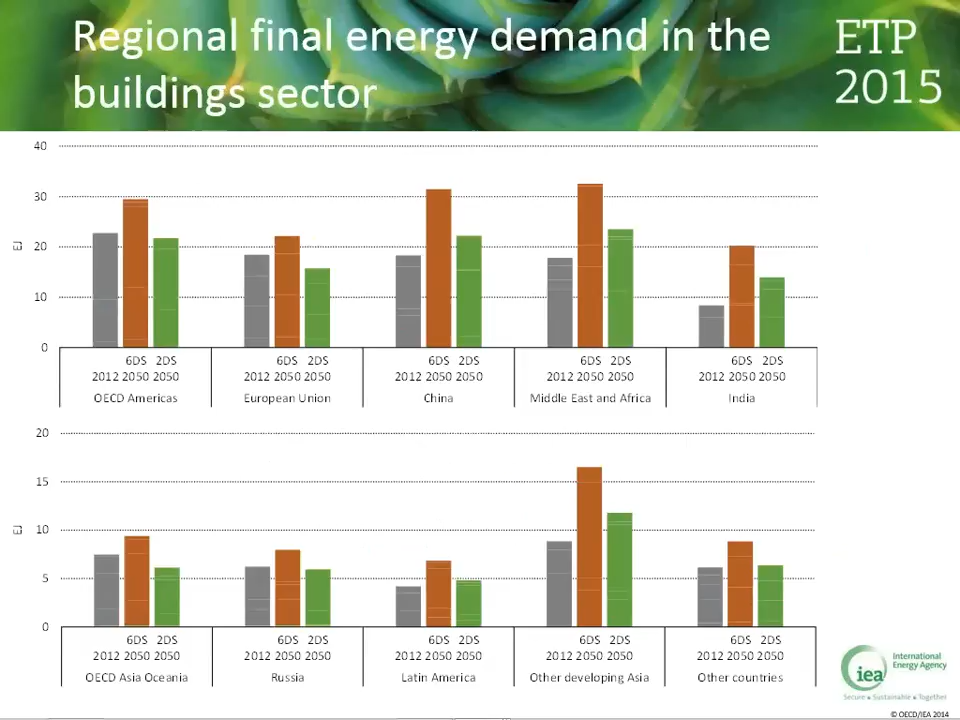 Regional final energy demand in the
buildings sector
ETP
2015
40
30
20
10
0
EJ
6DS 2DS
2012 2050 2050
OECD Americas
6DS 2DS
2012 2050 2050
European Union
6DS 2DS
2012 2050 2050
China
6DS 2DS
2012 2050 2050
Middle East and Africa
6DS 2DS
2012 2050 2050
India
20
15
10
5
0
EJ
6DS 2DS
2012 2050 2050
OECD Asia Oceania
6DS 2DS
2012 2050 2050
Russia
6DS 2DS
2012 2050 2050
Latin America
6DS 2DS
2012 2050 2050
Other developing Asia
6DS 2DS
2012 2050 2050
Other countries
iea
International
Energy Agency
Secure • Sustainable • Together
© OECD/IEA 2014